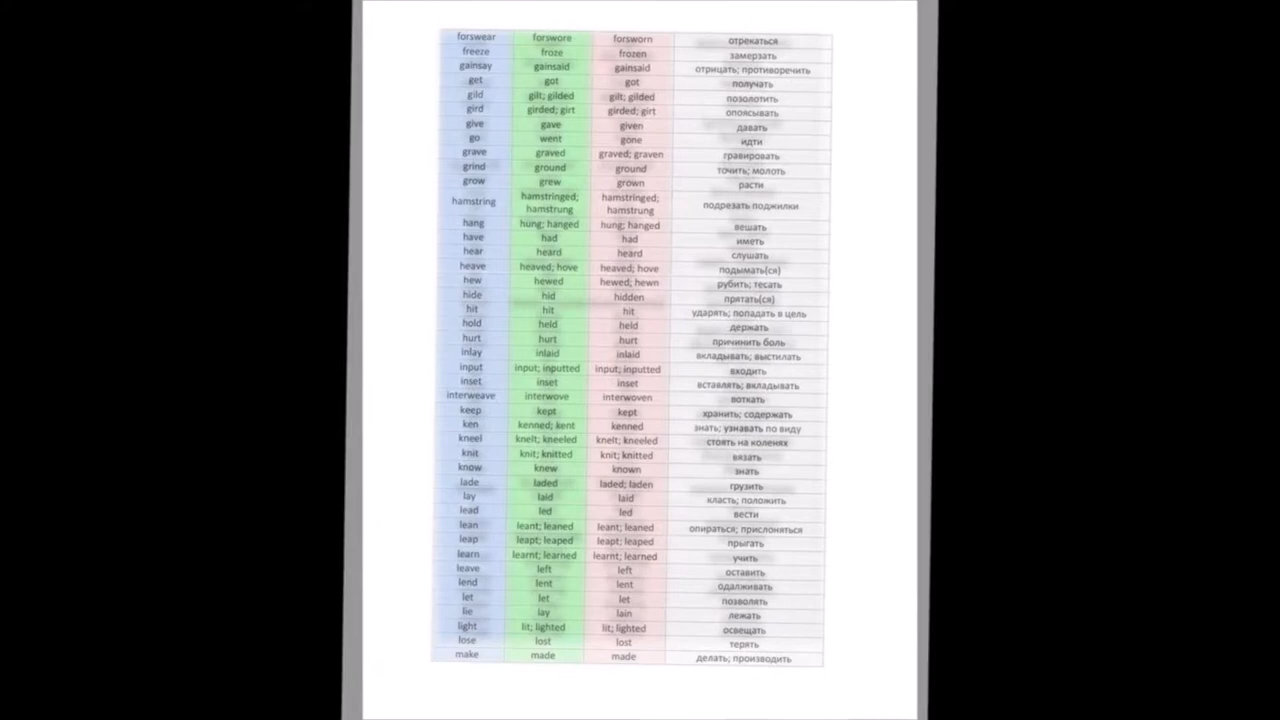 forswear forswore forsworn отрекаться
freeze froze frozen замерзать
gainsay gainsaid gainsaid отрицать; противоречить
get got got получать
gild gilt; gilded gilt; gilded позолотить
gird girded; girt girded; girt опоясывать
give gave given давать
go went gone идти
grave graved graved; graven гравировать
grind ground ground точить; молоть
grow grew grown расти
hamstring hamstringed; hamstringed; подрезать поджилки
hamstrung hamstrung
hang hung; hanged hung; hanged вешать
have had had иметь
hear heard heard слушать
heave heaved; hove heaved; hove подымать(ся)
hew hewed hewed; hewn рубить; тесать
hide hid hidden прятать(ся)
hit hit hit ударять; попадать в цель
hold held held держать
hurt hurt hurt причинить боль
inlay inlaid inlaid вкладывать; выстилать
input input; inputted input; inputted входить
inset inset inset вставлять; вкладывать
interweave interwove interwoven воткать
keep kept kept хранить; содержать
ken kenned; kent kenned знать; узнавать по виду
kneel knelt; kneeled knelt; kneeled стоять на коленях
knit knit; knitted knit; knitted вязать
know knew known знать
lade laded laded; laden грузить
lay laid laid класть; положить
lead led led вести
lean leant; leaned leant; leaned опираться; прислоняться
leap leapt; leaped leapt; leaped прыгать
learn learnt; learned learnt; learned учить
leave left left оставить
lend lent lent одалживать
let let let позволять
lie lay lain лежать
light lit; lighted lit; lighted освещать
lose lost lost терять
make made made делать; производить